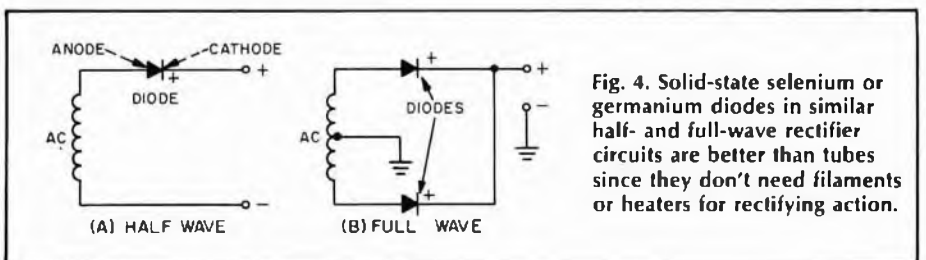 ANODE
CATHODE
+
+
DIODE
AC
-
(A) HALF WAVE
+
+
DIODES
-
AC
+
(B) FULL WAVE
Fig. 4. Solid-state selenium or
germanium diodes in similar
half- and full-wave rectifier
circuits are better than tubes
since they don't need filaments
or heaters for rectifying action.